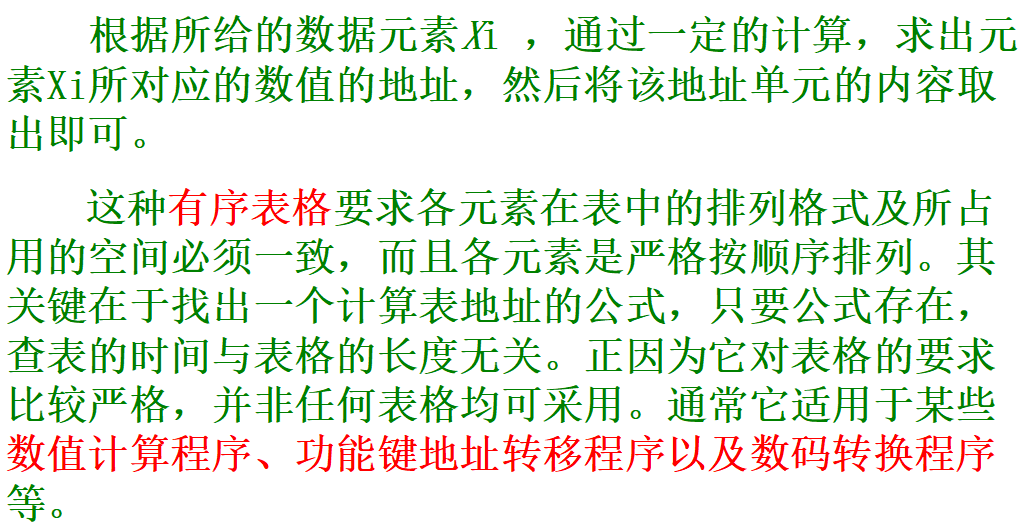 根据所给的数据元素Xi ，通过一定的计算，求出元
素Xi所对应的数值的地址，然后将该地址单元的内容取
出即可。
这种有序表格要求各元素在表中的排列格式及所占
用的空间必须一致，而且各元素是严格按顺序排列。其
关键在于找出一个计算表地址的公式，只要公式存在，
查表的时间与表格的长度无关。正因为它对表格的要求
比较严格，并非任何表格均可采用。通常它适用于某些
数值计算程序、功能键地址转移程序以及数码转换程序
等。